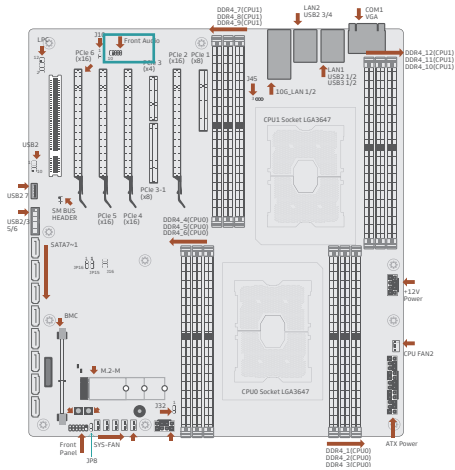 DDR4_7(CPU1)
DDR4_8(CPU1)
DDR4_9(CPU1)
LAN2
USB2 3/4
COM1
VGA
LPC
Front Audio
PCIe 6
(x16)
PCIe 2
(x16)
PCIe 1
(x8)
(x4)
DDR4_12(CPU1)
DDR4_11(CPU1)
DDR4_10(CPU1)
LAN1
USB2 1/2
USB3 1/2
J45
10G_LAN 1/2
CPU1 Socket LGA3647
USB2
USB2 7
SM BUS
HEADER
PCIe 3-1
(x8)
PCIe 5
(x16)
PCIe 4
(x16)
USB2/3
5/6
DDR4_4(CPU0)
DDR4_5(CPU0)
DDR4_6(CPU0)
SATA7~1
JP16
JP15
J16
+12V
Power
BMC
CPU FAN2
M.2-M
CPU0 Socket LGA3647
J32
Front
Panel
SYS-FAN
JP8
ATX Power
DDR4_1(CPU0)
DDR4_2(CPU0)
DDR4_3(CPU0)